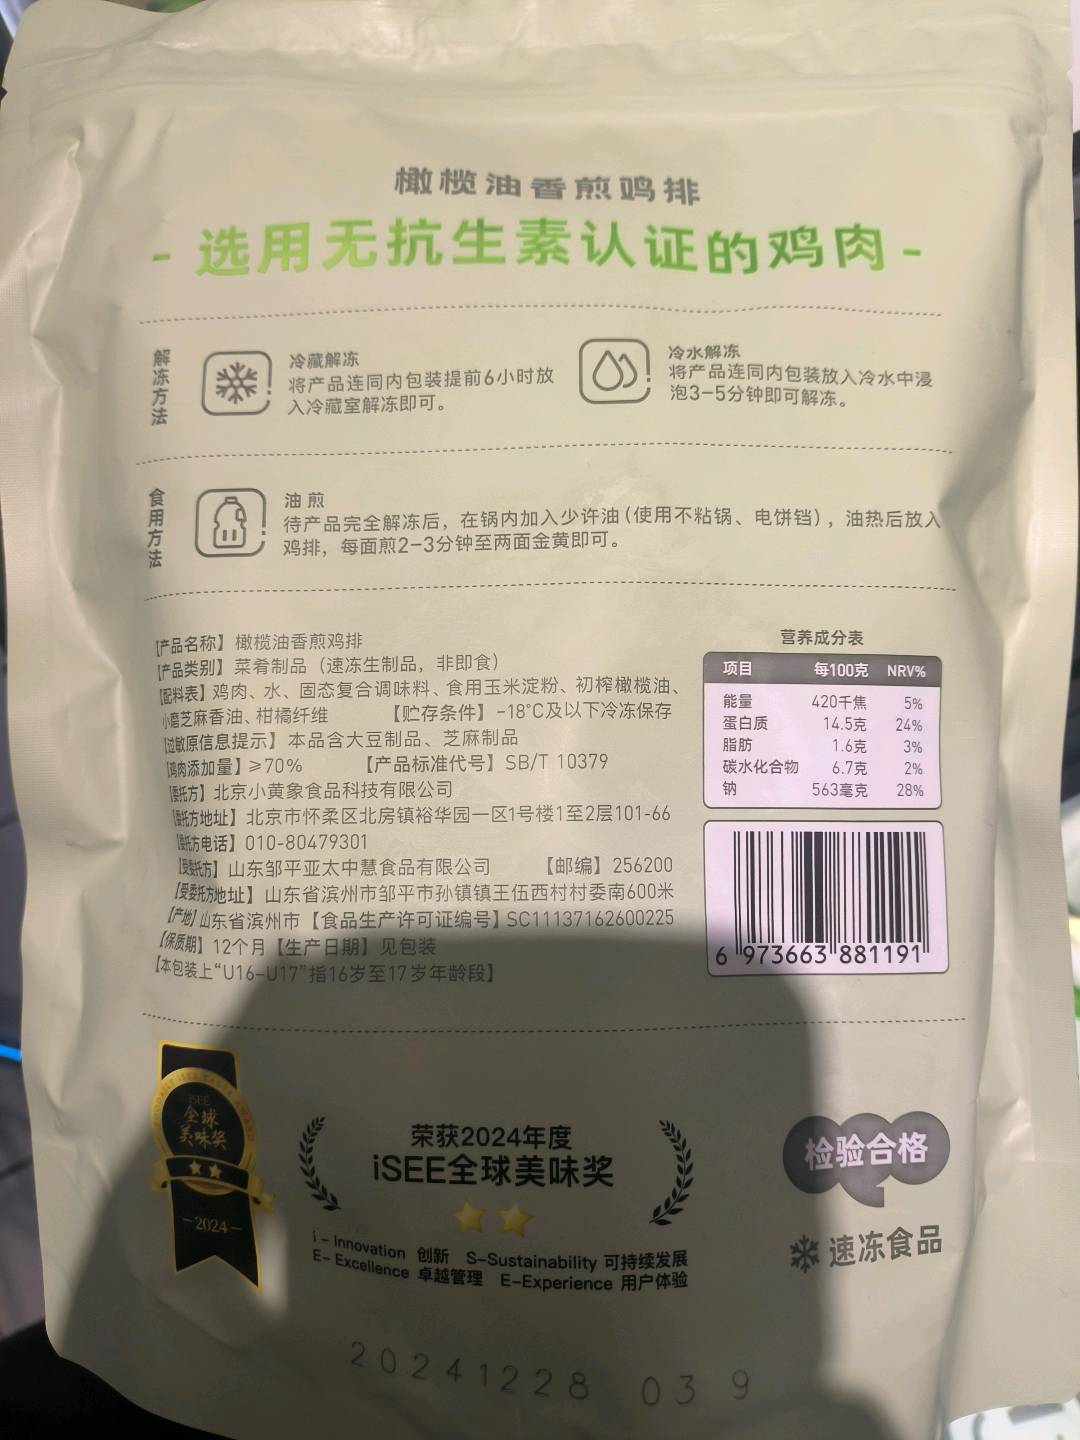 橄榄油香煎鸡排
- 选用无抗生素认证的鸡肉 -
解冻方法
冷藏解冻
将产品连同内包装提前6小时放
入冷藏室解冻即可。
冷水解冻
将产品连同内包装放入冷水中浸
泡3-5分钟即可解冻。
食用方法
油煎
待产品完全解冻后，在锅内加入少许油(使用不粘锅、电饼铛)，油热后放入
鸡排，每面煎2-3分钟至两面金黄即可。
【产品名称】橄榄油香煎鸡排
【产品类别】菜肴制品（速冻生制品，非即食）
【配料表】鸡肉、水、固态复合调味料、食用玉米淀粉、初榨橄榄油、
小磨芝麻香油、柑橘纤维 【贮存条件】-18℃及以下冷冻保存
【过敏原信息提示】本品含大豆制品、芝麻制品
【鸡肉添加量】≥70% 【产品标准代号】SB/T 10379
【委托方】北京小黄象食品科技有限公司
【委托方地址】北京市怀柔区北房镇裕华园一区1号楼1至2层101-66
【委托方电话】010-80479301
【受委托方】山东邹平亚太中慧食品有限公司 【邮编】256200
【受委托方地址】山东省滨州市邹平市孙镇镇王伍西村村委南600米
【产地】山东省滨州市【食品生产许可证编号】SC11137162600225
【保质期】12个月【生产日期】见包装
【本包装上“U16-U17”指16岁至17岁年龄段】
营养成分表
项目 每100克 NRV%
能量 420千焦 5%
蛋白质 14.5克 24%
脂肪 1.6克 3%
碳水化合物 6.7克 2%
钠 563毫克 28%
6 973663 881191
iSEE
全球
美味奖
-2024-
荣获2024年度
iSEE全球美味奖
i - Innovation 创新 S-Sustainability 可持续发展
E- Excellence 卓越管理 E-Experience 用户体验
检验合格
速冻食品
20241228 039